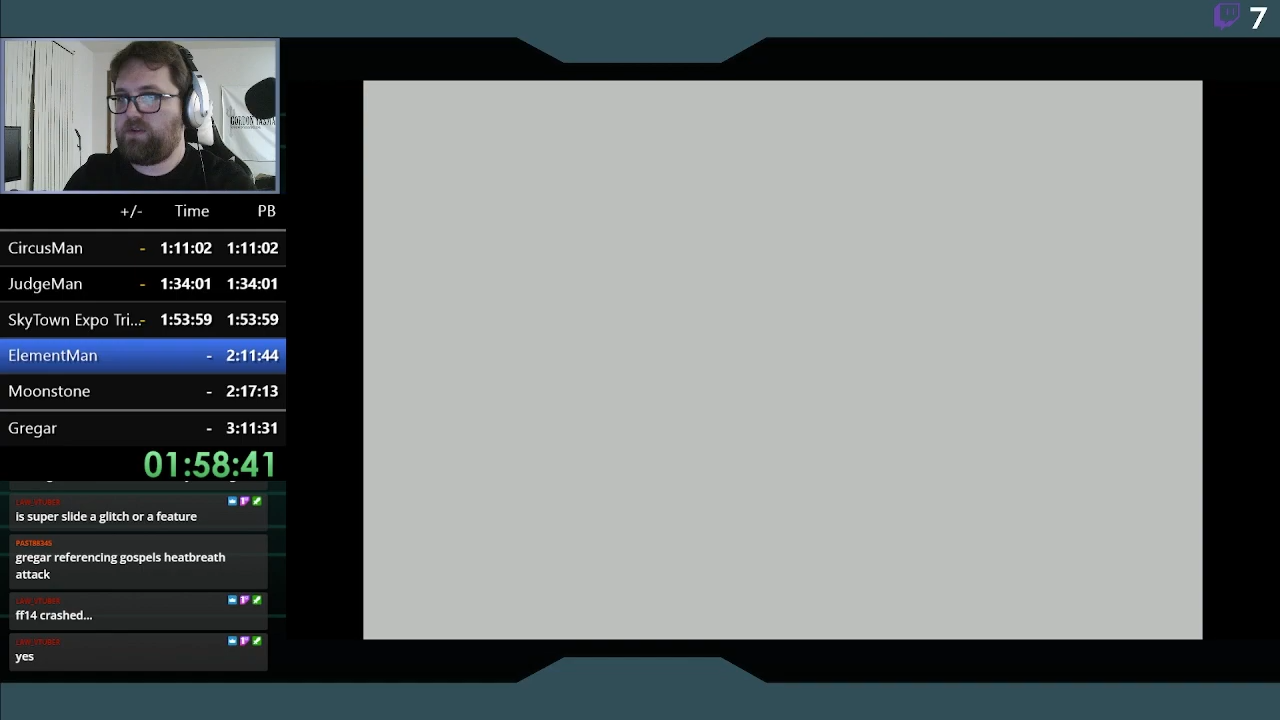 7
+/- Time PB
CircusMan - 1:11:02 1:11:02
JudgeMan - 1:34:01 1:34:01
SkyTown Expo Tri... - 1:53:59 1:53:59
ElementMan - 2:11:44
Moonstone - 2:17:13
Gregar - 3:11:31
01:58:41
is super slide a glitch or a feature
PAST88345
gregar referencing gospels heatbreath
attack
ff14 crashed...
yes